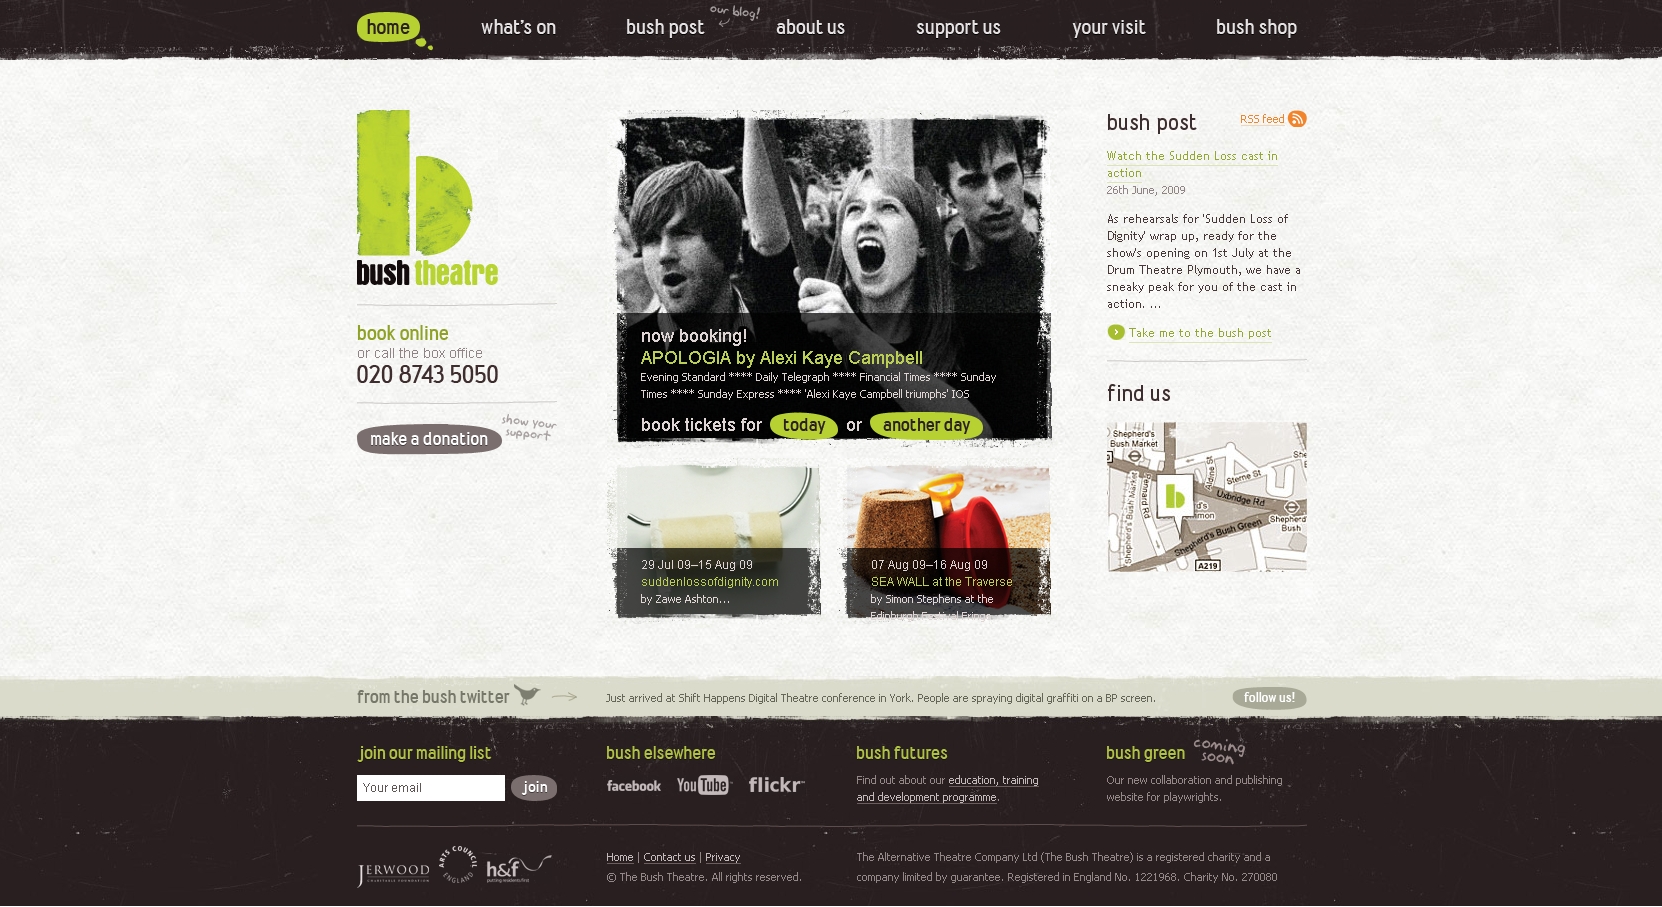 home
what's on
bush post
our blog!
about us
support us
your visit
bush shop
b
bush theatre
book online
or call the box office
020 8743 5050
make a donation
show your
support
now booking!
APOLOGIA by Alexi Kaye Campbell
Evening Standard **** Daily Telegraph **** Financial Times **** Sunday
Times **** Sunday Express **** 'Alexi Kaye Campbell triumphs' IOS
book tickets for today or another day
29 Jul 09–15 Aug 09
suddenlossofdignity.com
by Zawe Ashton...
07 Aug 09–16 Aug 09
SEA WALL at the Traverse
by Simon Stephens at the
Edinburgh Festival Fringe
bush post
RSS feed
Watch the Sudden Loss cast in
action
26th June, 2009
As rehearsals for 'Sudden Loss of
Dignity' wrap up, ready for the
show's opening on 1st July at the
Drum Theatre Plymouth, we have a
sneaky peak for you of the cast in
action. ...
Take me to the bush post
find us
Shepherd's
Bush Market
Aldine St
Sterne St
Pennard Rd
Shepherd's Bush Market
Uxbridge Rd
Shepherd's Bush Green
Shepherd's
Bush
A219
from the bush twitter
Just arrived at Shift Happens Digital Theatre conference in York. People are spraying digital graffiti on a BP screen.
follow us!
join our mailing list
Your email
join
bush elsewhere
facebook
YouTube
flickr
bush futures
Find out about our education, training
and development programme.
bush green
coming
soon
Our new collaboration and publishing
website for playwrights.
JERWOOD
CHARITABLE FOUNDATION
ARTS COUNCIL
ENGLAND
h&f
putting residents first
Home | Contact us | Privacy
© The Bush Theatre. All rights reserved.
The Alternative Theatre Company Ltd (The Bush Theatre) is a registered charity and a
company limited by guarantee. Registered in England No. 1221968. Charity No. 270080